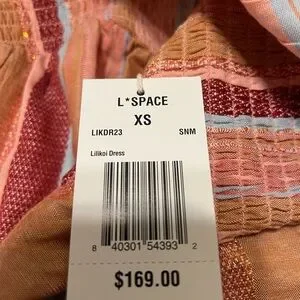 L*SPACE
XS
LIKDR23 SNM
Lilikoi Dress
8 40301 54393 2
$169.00